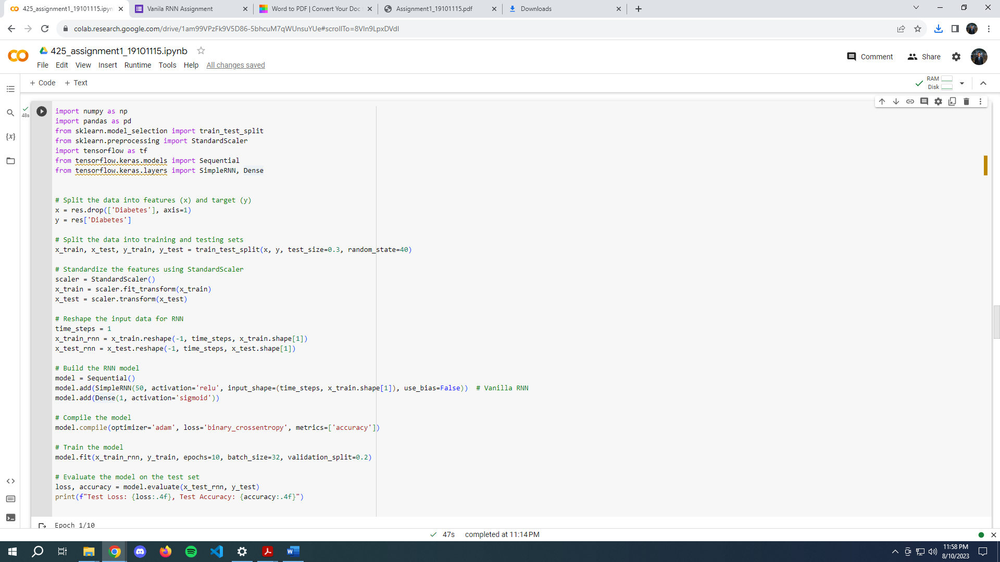 425_assignment1_19101115.ipyn
Vanila RNN Assignment
Word to PDF | Convert Your Doc
Assignment1_19101115.pdf
Downloads
colab.research.google.com/drive/1am99VPzFk9V5D86-5bhcuM7qWUnsuYUe#scrollTo=8VIn9LpxDVdI
425_assignment1_19101115.ipynb
Comment
Share
File Edit View Insert Runtime Tools Help All changes saved
+ Code + Text
RAM
Disk
48s
{x}
import numpy as np
import pandas as pd
from sklearn.model_selection import train_test_split
from sklearn.preprocessing import StandardScaler
import tensorflow as tf
from tensorflow.keras.models import Sequential
from tensorflow.keras.layers import SimpleRNN, Dense
# Split the data into features (x) and target (y)
x = res.drop(['Diabetes'], axis=1)
y = res['Diabetes']
# Split the data into training and testing sets
x_train, x_test, y_train, y_test = train_test_split(x, y, test_size=0.3, random_state=40)
# Standardize the features using StandardScaler
scaler = StandardScaler()
x_train = scaler.fit_transform(x_train)
x_test = scaler.transform(x_test)
# Reshape the input data for RNN
time_steps = 1
x_train_rnn = x_train.reshape(-1, time_steps, x_train.shape[1])
x_test_rnn = x_test.reshape(-1, time_steps, x_test.shape[1])
# Build the RNN model
model = Sequential()
model.add(SimpleRNN(50, activation='relu', input_shape=(time_steps, x_train.shape[1]), use_bias=False))  # Vanilla RNN
model.add(Dense(1, activation='sigmoid'))
# Compile the model
model.compile(optimizer='adam', loss='binary_crossentropy', metrics=['accuracy'])
# Train the model
model.fit(x_train_rnn, y_train, epochs=10, batch_size=32, validation_split=0.2)
# Evaluate the model on the test set
loss, accuracy = model.evaluate(x_test_rnn, y_test)
print(f"Test Loss: {loss:.4f}, Test Accuracy: {accuracy:.4f}")
Epoch 1/10
47s completed at 11:14 PM
11:58 PM
8/10/2023